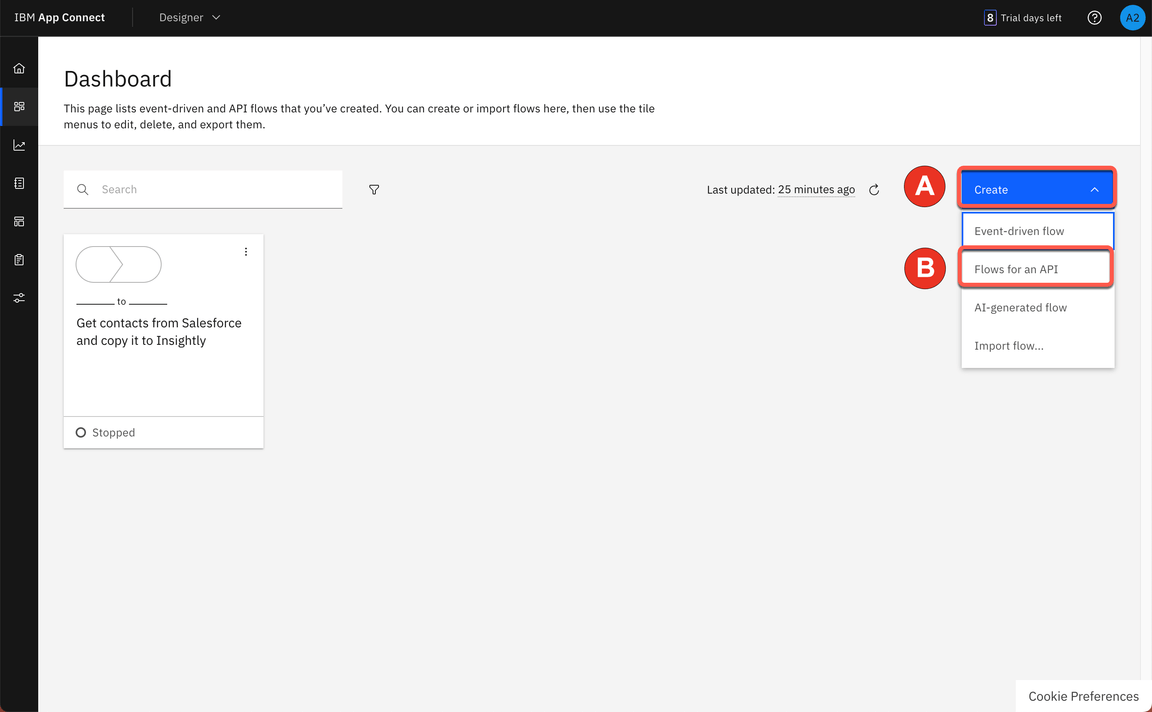 IBM App Connect
Designer
8 Trial days left
A2
Dashboard
This page lists event-driven and API flows that you’ve created. You can create or import flows here, then use the tile
menus to edit, delete, and export them.
Search
Last updated: 25 minutes ago
A
Create
Event-driven flow
B
Flows for an API
AI-generated flow
Import flow...
______ to ______
Get contacts from Salesforce
and copy it to Insightly
Stopped
Cookie Preferences